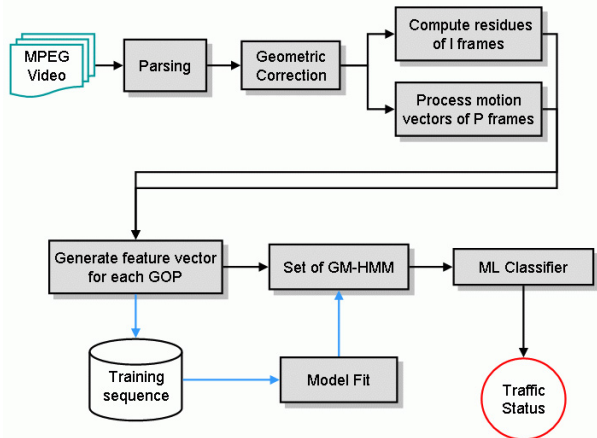 MPEG
Video
Parsing
Geometric
Correction
Compute residues
of I frames
Process motion
vectors of P frames
Generate feature vector
for each GOP
Set of GM-HMM
ML Classifier
Training
sequence
Model Fit
Traffic
Status